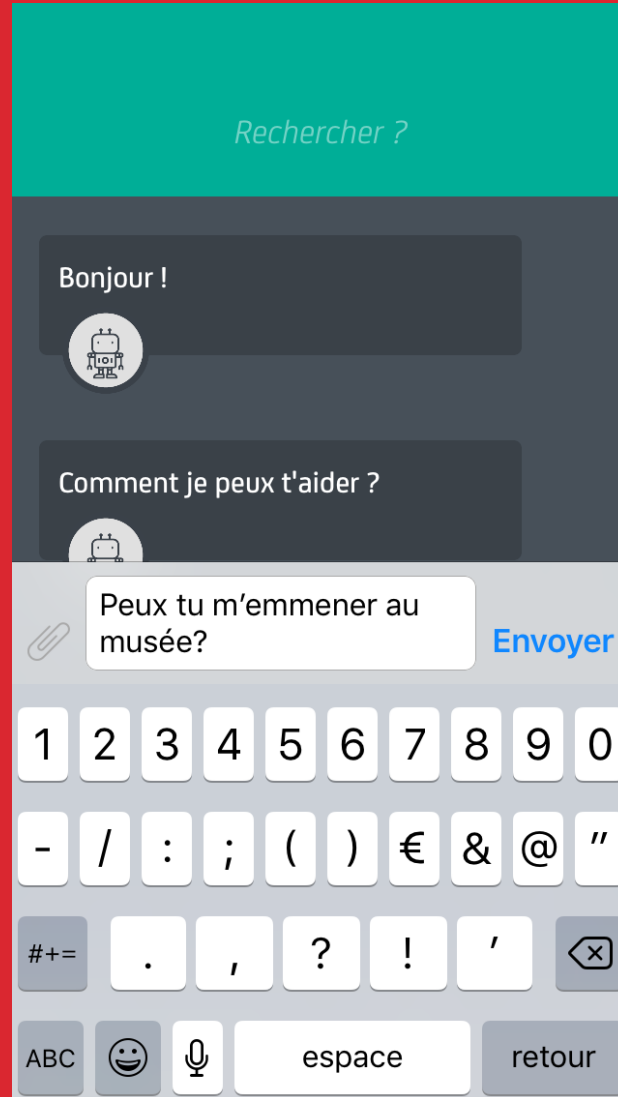 Rechercher ?
Bonjour !
Comment je peux t'aider ?
Peux tu m’emmener au
musée?
Envoyer
1 2 3 4 5 6 7 8 9 0
- / : ; ( ) € & @ "
#+= . , ? ! ’
ABC espace retour